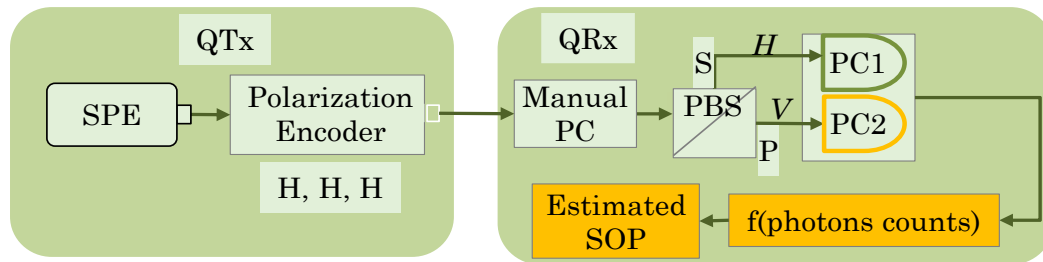 QTx
SPE
Polarization
Encoder
H, H, H
QRx
Manual
PC
S
H
PBS
V
P
PC1
PC2
Estimated
SOP
f(photons counts)